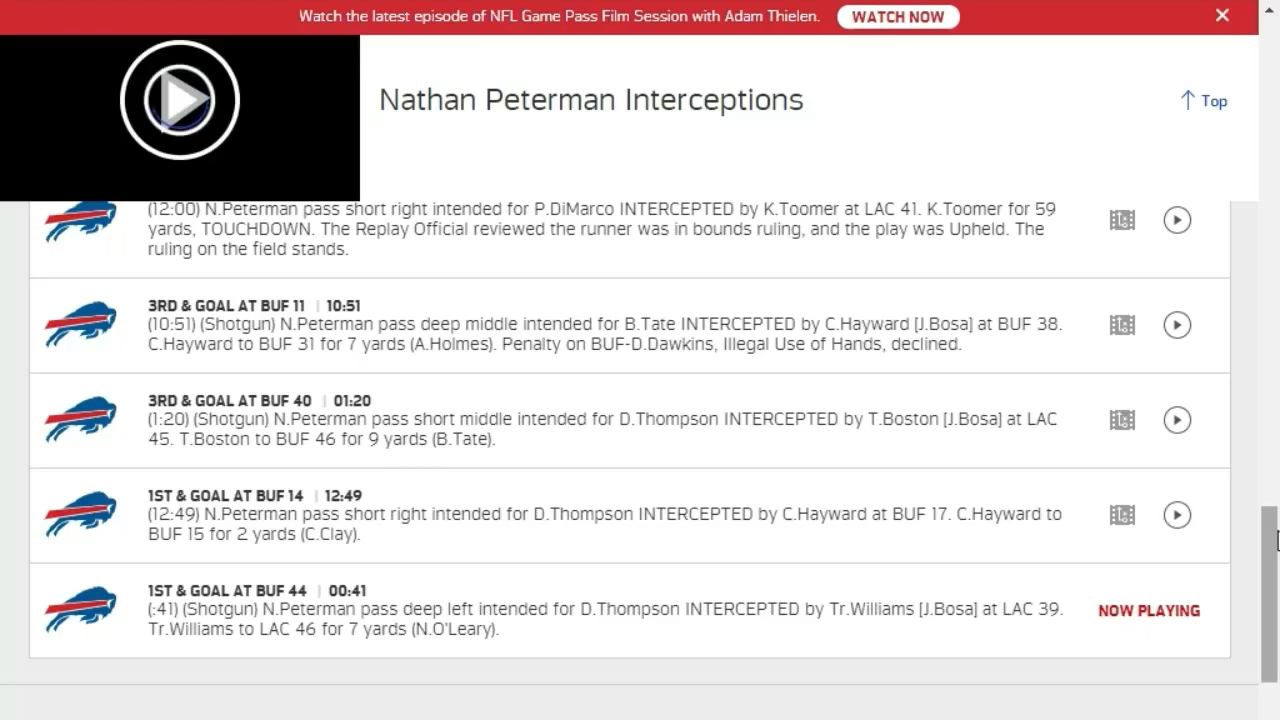 Watch the latest episode of NFL Game Pass Film Session with Adam Thielen. WATCH NOW
Nathan Peterman Interceptions
Top
(12:00) N.Peterman pass short right intended for P.DiMarco INTERCEPTED by K.Toomer at LAC 41. K.Toomer for 59
yards, TOUCHDOWN. The Replay Official reviewed the runner was in bounds ruling, and the play was Upheld. The
ruling on the field stands.
3RD & GOAL AT BUF 11 | 10:51
(10:51) (Shotgun) N.Peterman pass deep middle intended for B.Tate INTERCEPTED by C.Hayward [J.Bosa] at BUF 38.
C.Hayward to BUF 31 for 7 yards (A.Holmes). Penalty on BUF-D.Dawkins, Illegal Use of Hands, declined.
3RD & GOAL AT BUF 40 | 01:20
(1:20) (Shotgun) N.Peterman pass short middle intended for D.Thompson INTERCEPTED by T.Boston [J.Bosa] at LAC
45. T.Boston to BUF 46 for 9 yards (B.Tate).
1ST & GOAL AT BUF 14 | 12:49
(12:49) N.Peterman pass short right intended for D.Thompson INTERCEPTED by C.Hayward at BUF 17. C.Hayward to
BUF 15 for 2 yards (C.Clay).
1ST & GOAL AT BUF 44 | 00:41
(:41) (Shotgun) N.Peterman pass deep left intended for D.Thompson INTERCEPTED by Tr.Williams [J.Bosa] at LAC 39.
Tr.Williams to LAC 46 for 7 yards (N.O'Leary).
NOW PLAYING